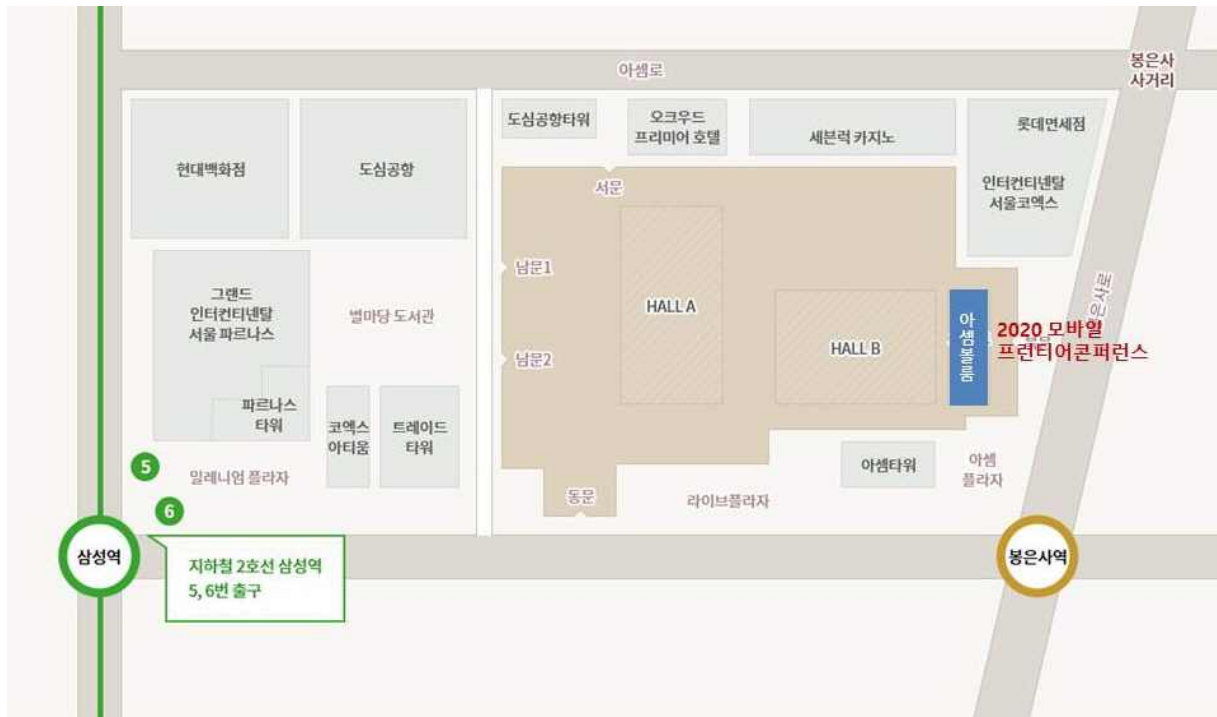 아셈로
봉은사
사거리
현대백화점
도심공항
도심공항타워
오크우드
프리미어 호텔
세븐럭 카지노
롯데면세점
인터컨티넨탈
서울코엑스
서문
남문1
남문2
HALL A
HALL B
아셈볼룸
2020 모바일
프런티어콘퍼런스
봉은사로
그랜드
인터컨티넨탈
서울 파르나스
별마당 도서관
파르나스
타워
코엑스
아티움
트레이드
타워
5
밀레니엄 플라자
6
동문
라이브플라자
아셈타워
아셈
플라자
삼성역
지하철 2호선 삼성역
5, 6번 출구
봉은사역